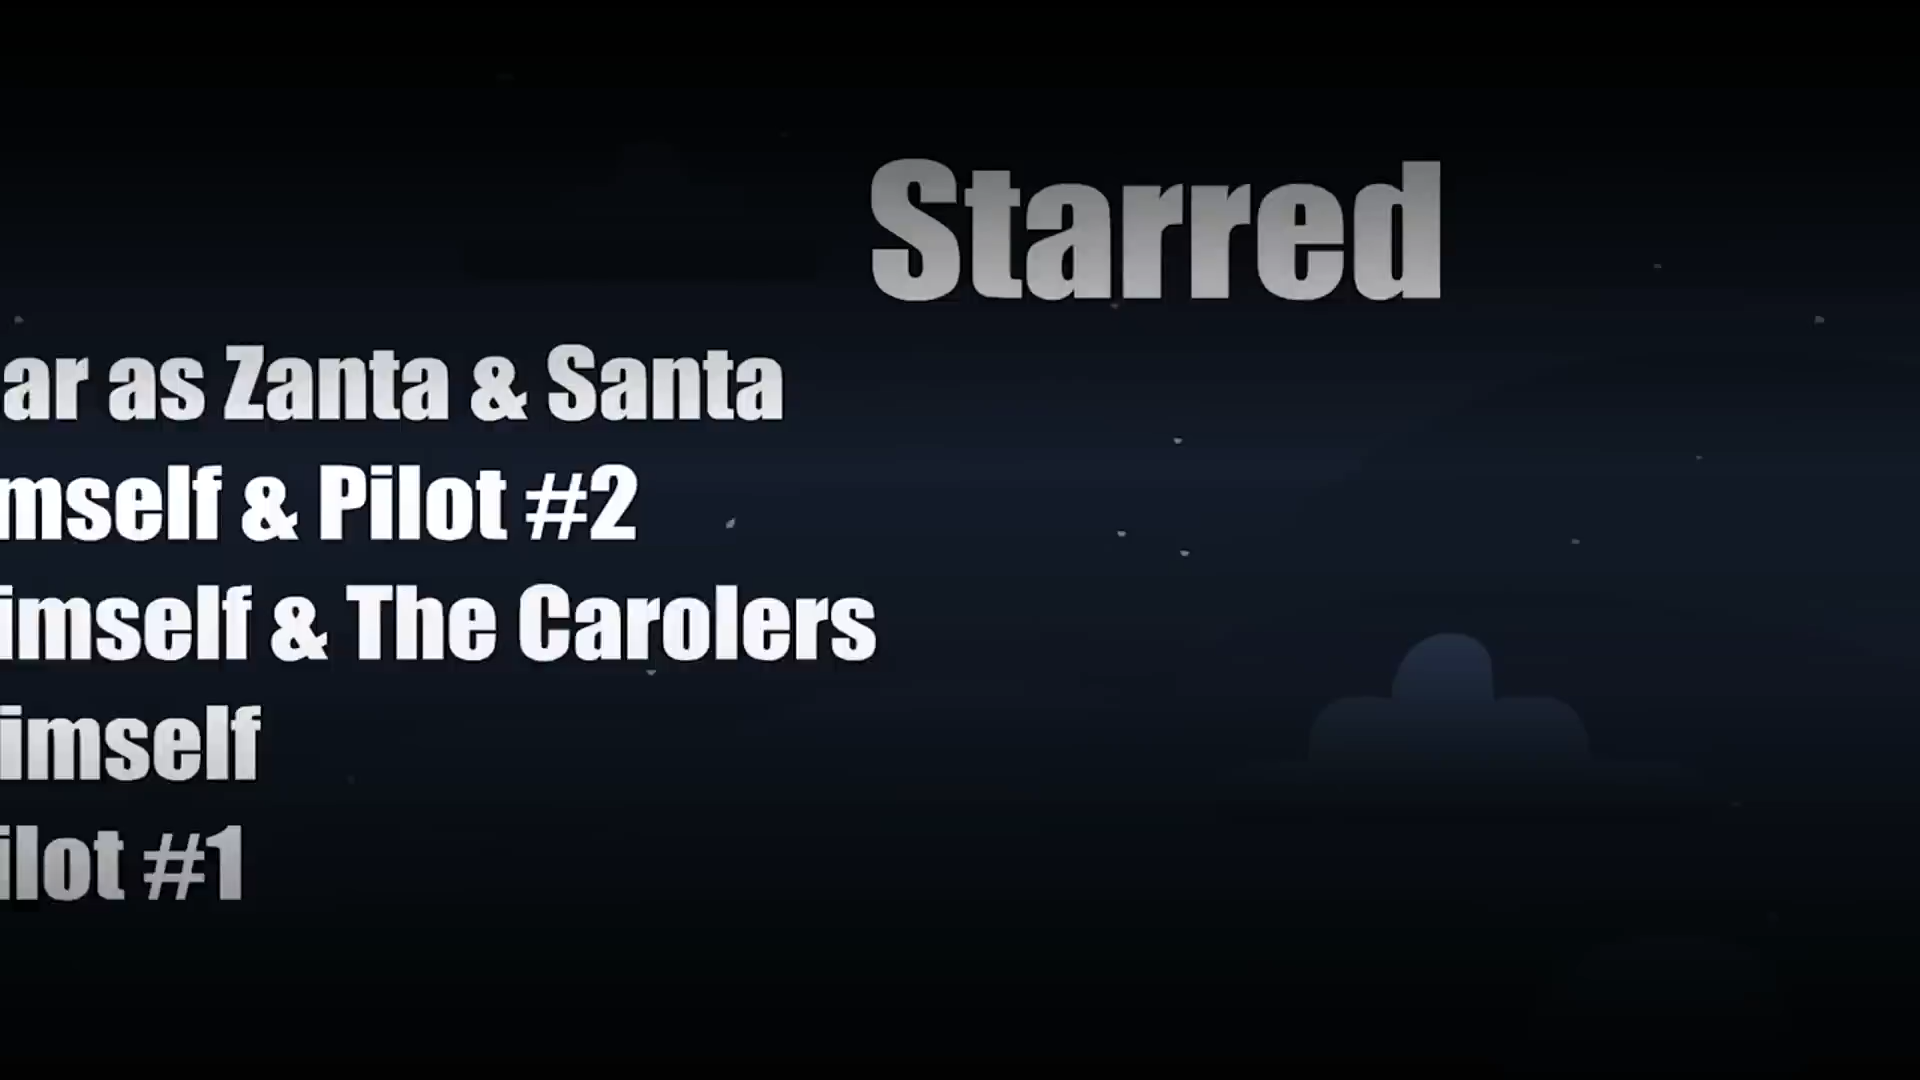 Starred
ar as Zanta & Santa
mself & Pilot #2
imself & The Carolers
imself
ilot #1